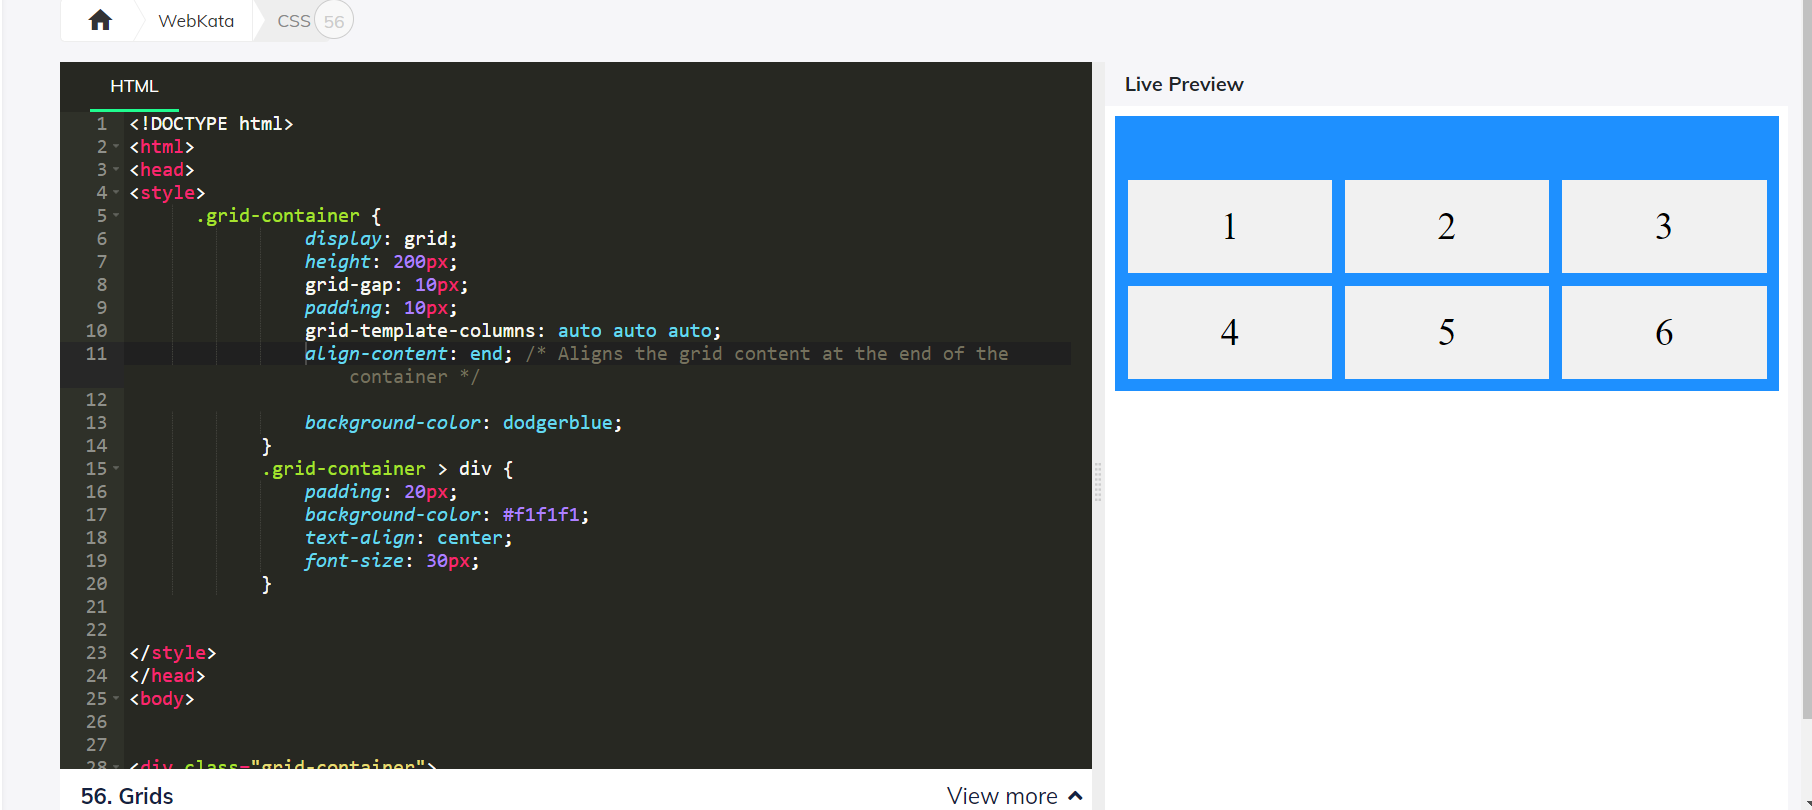 WebKata
CSS 56
HTML
Live Preview
1 <!DOCTYPE html>
2 <html>
3 <head>
4 <style>
5 .grid-container {
6 display: grid;
7 height: 200px;
8 grid-gap: 10px;
9 padding: 10px;
10 grid-template-columns: auto auto auto;
11 align-content: end; /* Aligns the grid content at the end of the
container */
12
13 background-color: dodgerblue;
14 }
15 .grid-container > div {
16 padding: 20px;
17 background-color: #f1f1f1;
18 text-align: center;
19 font-size: 30px;
20 }
21
22
23 </style>
24 </head>
25 <body>
26
27
28 <div class="grid-container">
1 2 3
4 5 6
56. Grids
View more